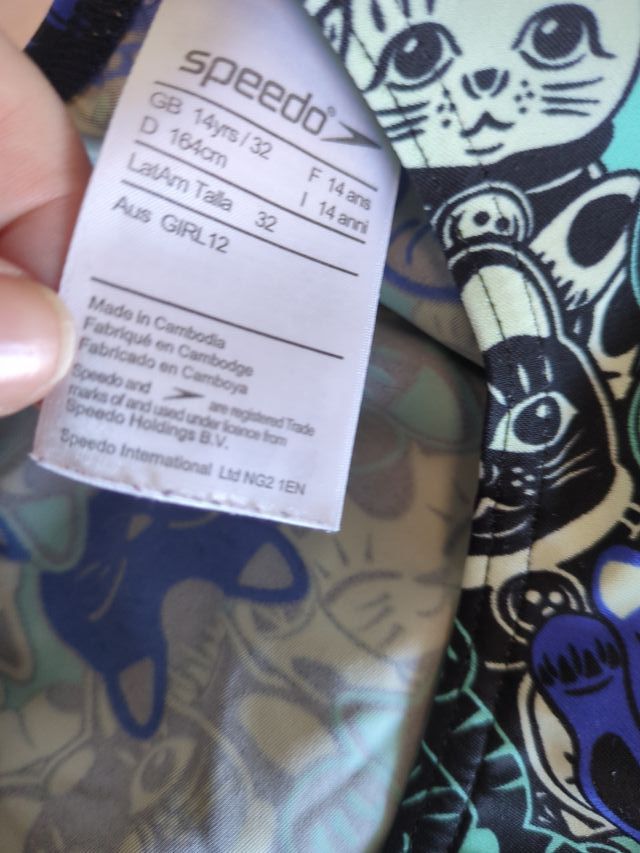 speedo®
GB 14yrs / 32 F 14 ans
D 164cm I 14 anni
LatAm Talla 32
Aus GIRL12
Made in Cambodia
Fabriqué en Cambodge
Fabricado en Camboya
Speedo and are registered Trade
marks of and used under licence from
Speedo Holdings B.V.
Speedo International Ltd NG2 1EN